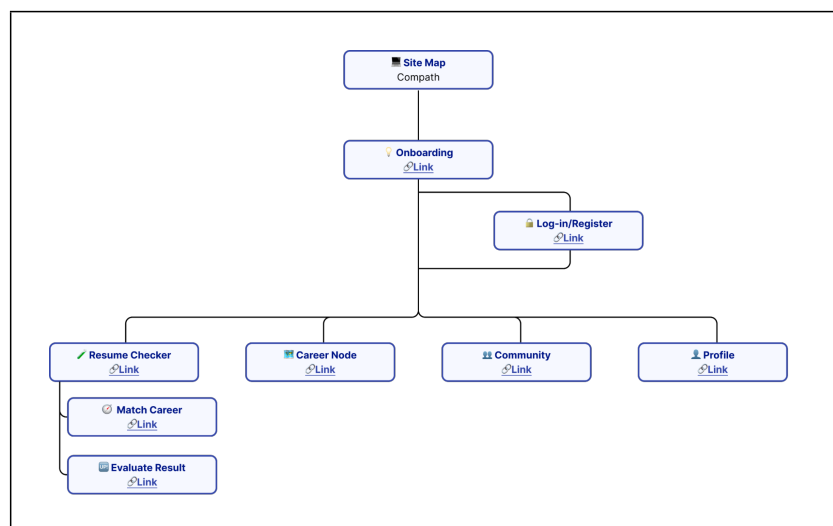 Site Map
Compath
Onboarding
Link
Log-in/Register
Link
Resume Checker
Link
Career Node
Link
Community
Link
Profile
Link
Match Career
Link
Evaluate Result
Link